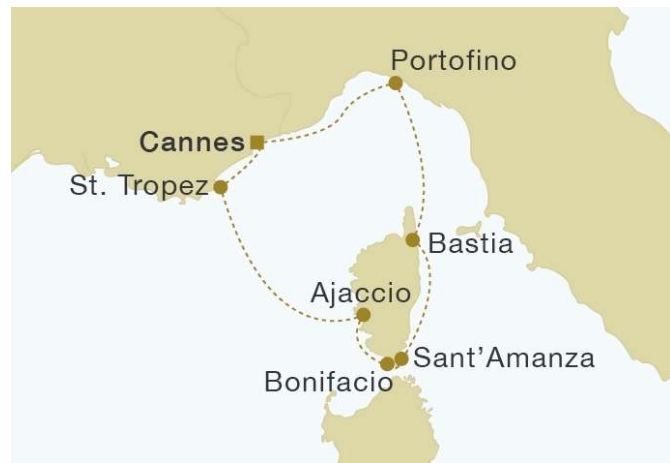 Portofino
Cannes
St. Tropez
Bastia
Ajaccio
Sant’Amanza
Bonifacio